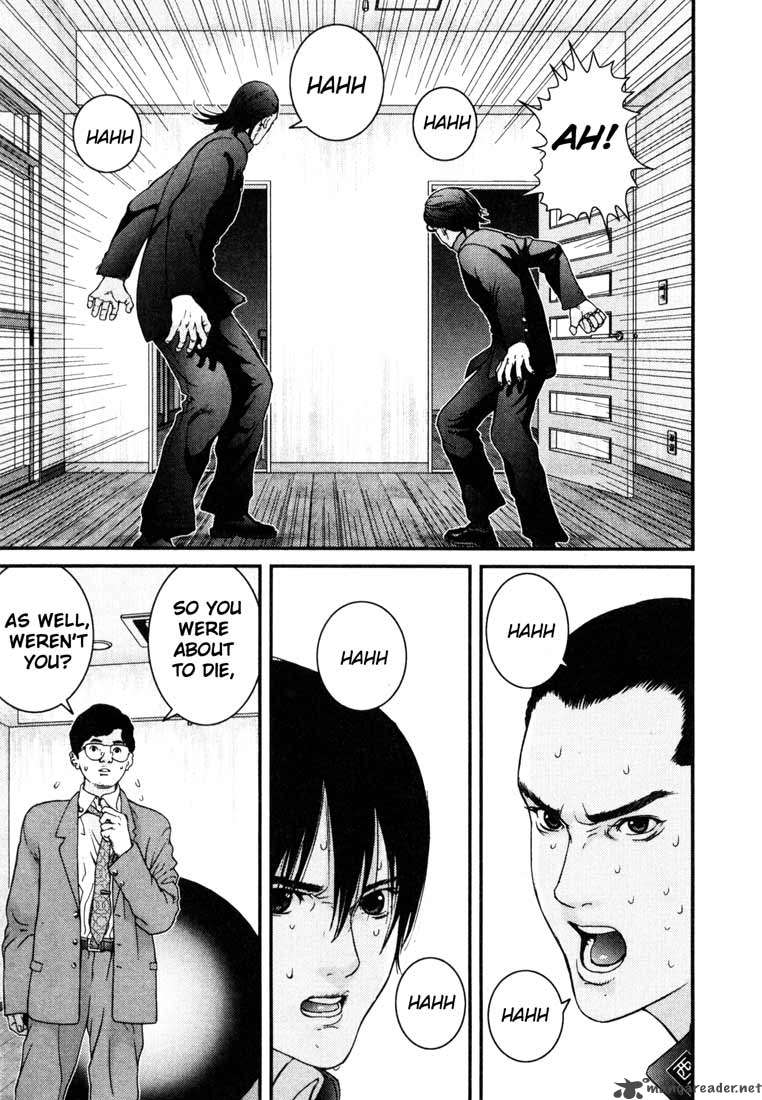 AH!
HAHH
HAHH
HAHH
HAHH
HAHH
HAHH
HAHH
SO YOU
WERE
ABOUT
TO DIE,
AS WELL,
WEREN'T
YOU?
mangareader.net